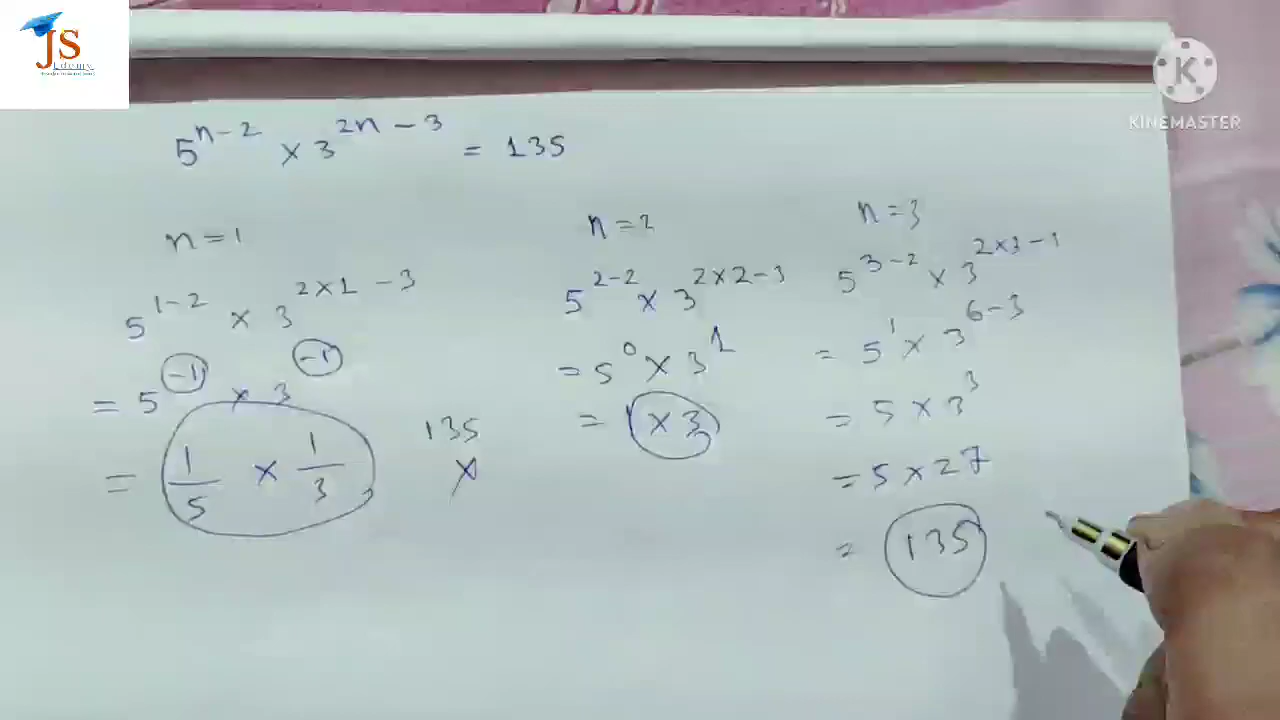 JS
KINEMASTER
5^{n-2} × 3^{2n-3} = 135
n=1
5^{1-2} × 3^{2×1-3}
= 5^{-1} × 3^{-1}
= 1/5 × 1/3
135
×
n=2
5^{2-2} × 3^{2×2-3}
= 5^0 × 3^1
= 1×3
n=3
5^{3-2} × 3^{2×3-3}
= 5^1 × 3^{6-3}
= 5 × 3^3
= 5 × 27
= 135